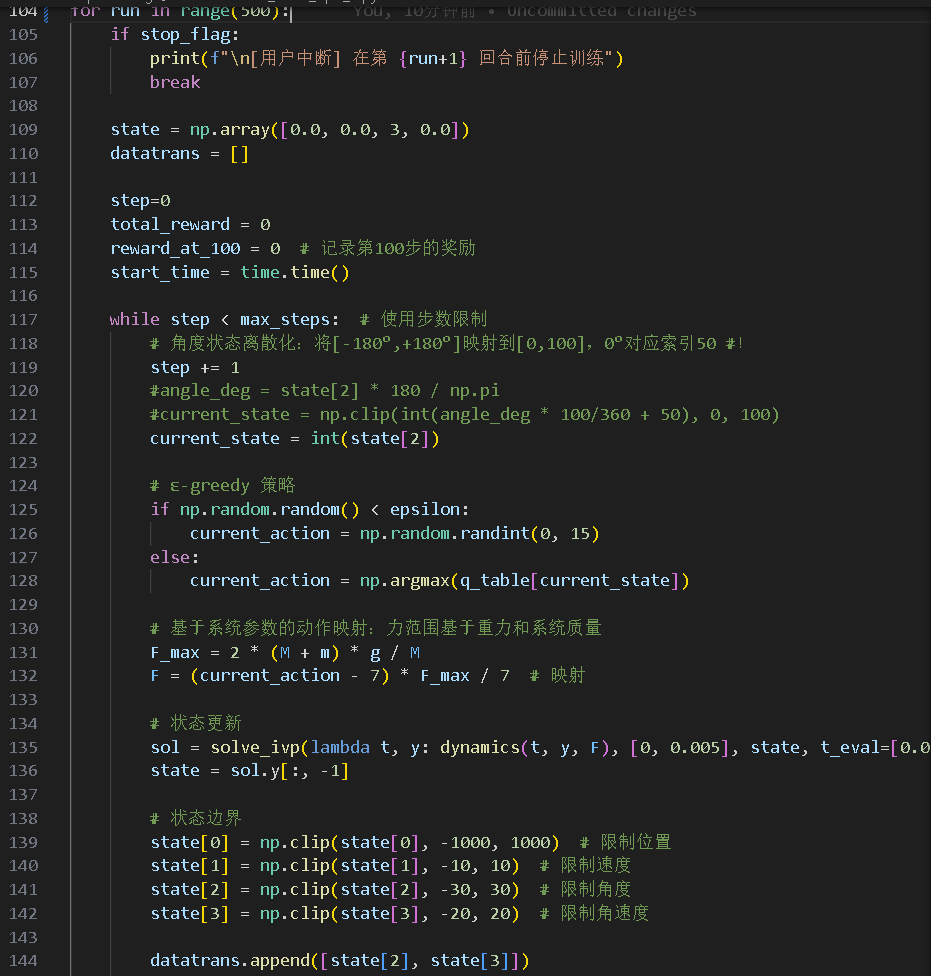 104 for run in range(500): You, 10分钟前 • Uncommitted changes
105 if stop_flag:
106 print(f"\n[用户中断] 在第 {run+1} 回合前停止训练")
107 break
108
109 state = np.array([0.0, 0.0, 3, 0.0])
110 datatrans = []
111
112 step=0
113 total_reward = 0
114 reward_at_100 = 0 # 记录第100步的奖励
115 start_time = time.time()
116
117 while step < max_steps: # 使用步数限制
118 # 角度状态离散化：将[-180°,+180°]映射到[0,100]，0°对应索引50 #!
119 step += 1
120 #angle_deg = state[2] * 180 / np.pi
121 #current_state = np.clip(int(angle_deg * 100/360 + 50), 0, 100)
122 current_state = int(state[2])
123
124 # ε-greedy 策略
125 if np.random.random() < epsilon:
126 current_action = np.random.randint(0, 15)
127 else:
128 current_action = np.argmax(q_table[current_state])
129
130 # 基于系统参数的动作映射：力范围基于重力和系统质量
131 F_max = 2 * (M + m) * g / M
132 F = (current_action - 7) * F_max / 7 # 映射
133
134 # 状态更新
135 sol = solve_ivp(lambda t, y: dynamics(t, y, F), [0, 0.005], state, t_eval=[0.0
136 state = sol.y[:, -1]
137
138 # 状态边界
139 state[0] = np.clip(state[0], -1000, 1000) # 限制位置
140 state[1] = np.clip(state[1], -10, 10) # 限制速度
141 state[2] = np.clip(state[2], -30, 30) # 限制角度
142 state[3] = np.clip(state[3], -20, 20) # 限制角速度
143
144 datatrans.append([state[2], state[3]])